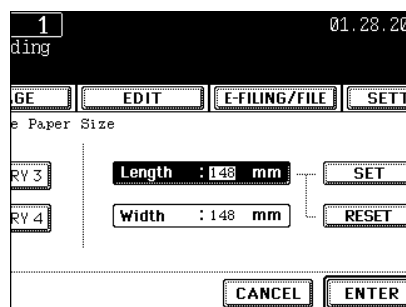 1 01.28.20
ding
GE EDIT E-FILING/FILE SETT
e Paper Size
RY 3 Length : 148 mm SET
RY 4 Width : 148 mm RESET
CANCEL ENTER